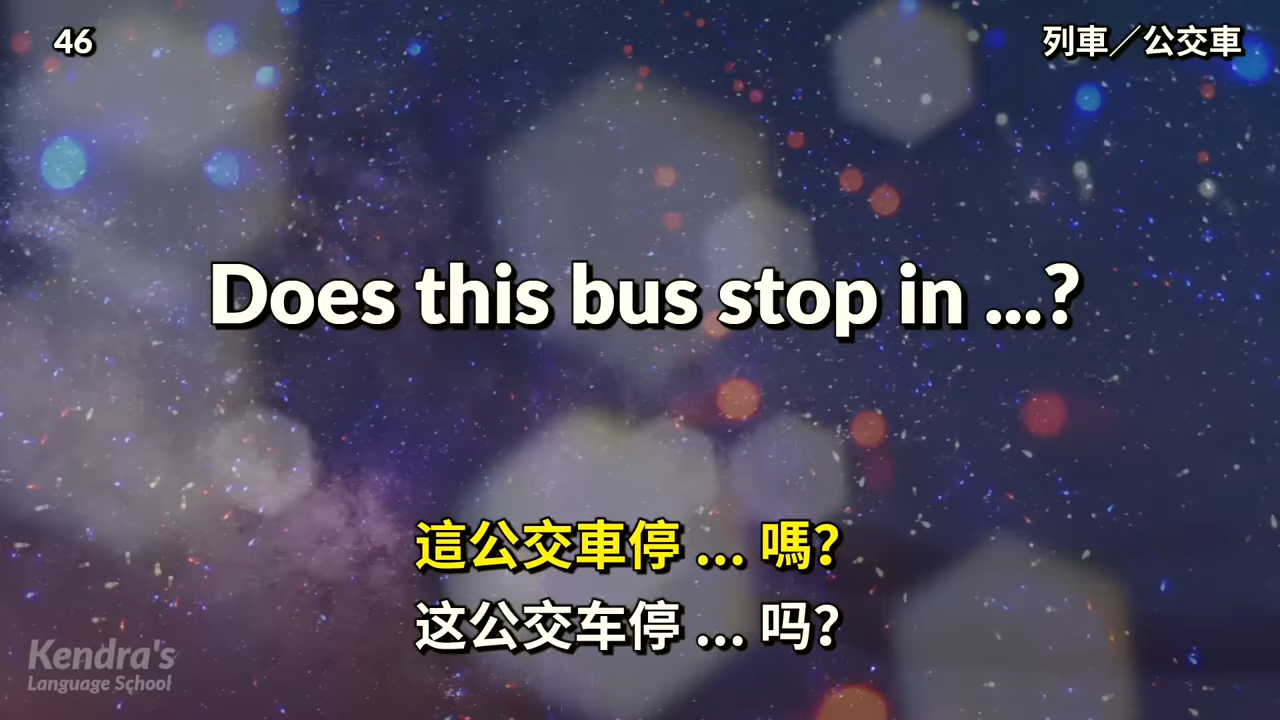 46
列車／公交車
Does this bus stop in ...?
這公交車停 ... 嗎?
这公交车停 ... 吗?
Kendra's
Language School